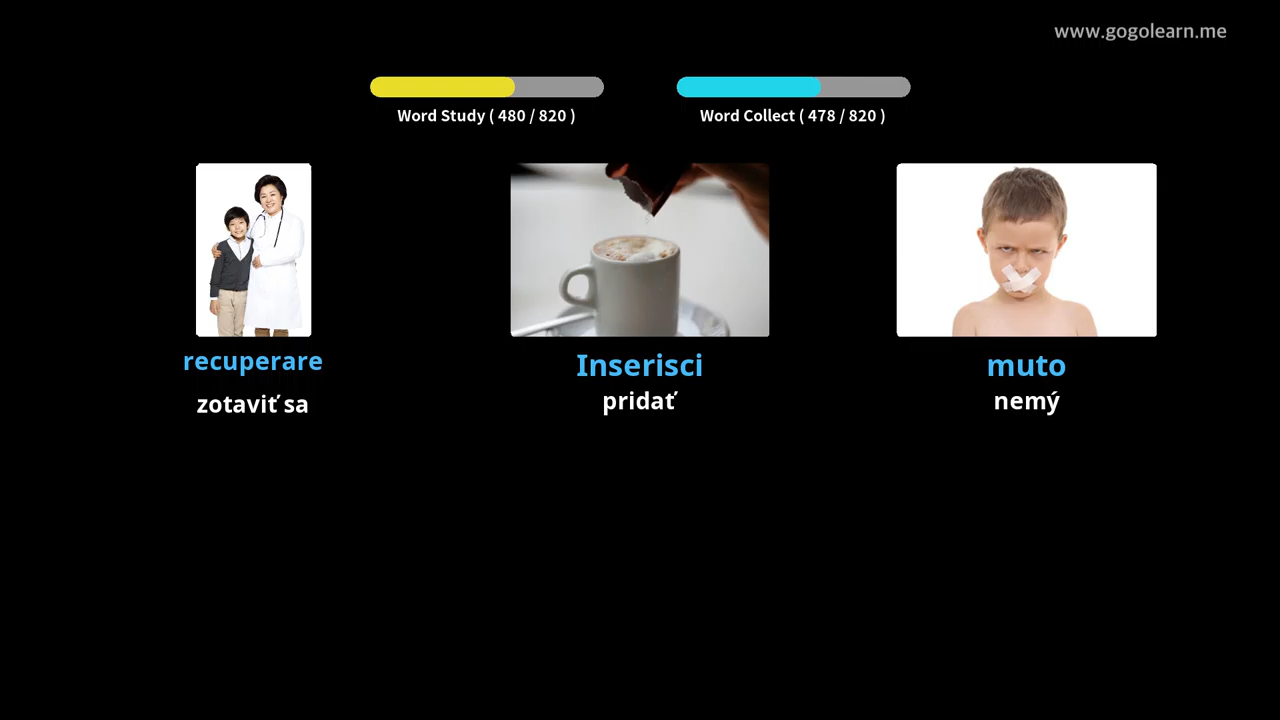 www.gogolearn.me
Word Study ( 480 / 820 )
Word Collect ( 478 / 820 )
recuperare
zotaviť sa
Inserisci
pridať
muto
nemý